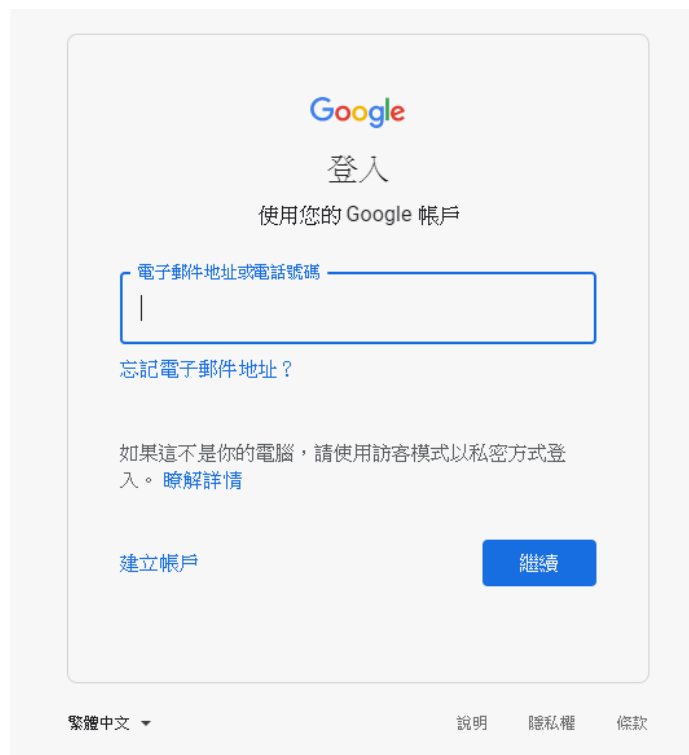 Google
登入
使用您的 Google 帳戶
電子郵件地址或電話號碼
忘記電子郵件地址？
如果這不是你的電腦，請使用訪客模式以私密方式登
入。 瞭解詳情
建立帳戶 繼續
繁體中文 說明 隱私權 條款